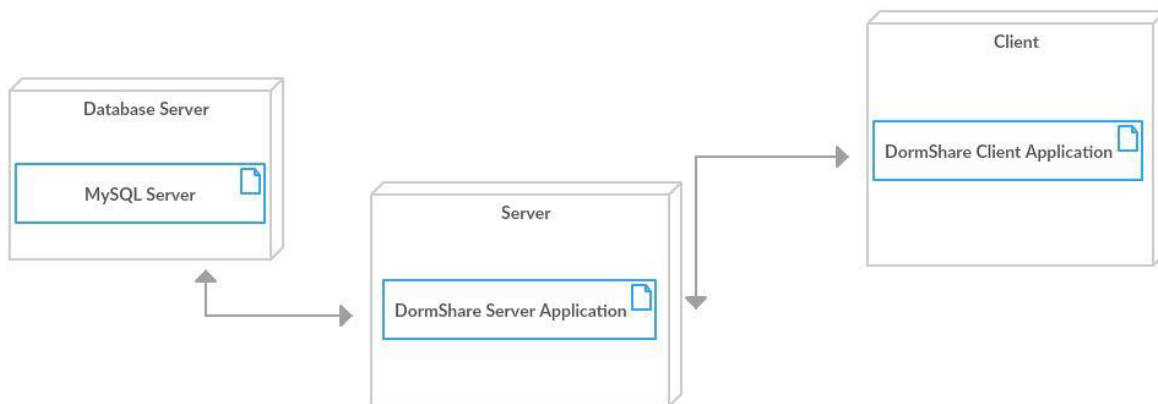 Database Server
MySQL Server
Server
DormShare Server Application
Client
DormShare Client Application